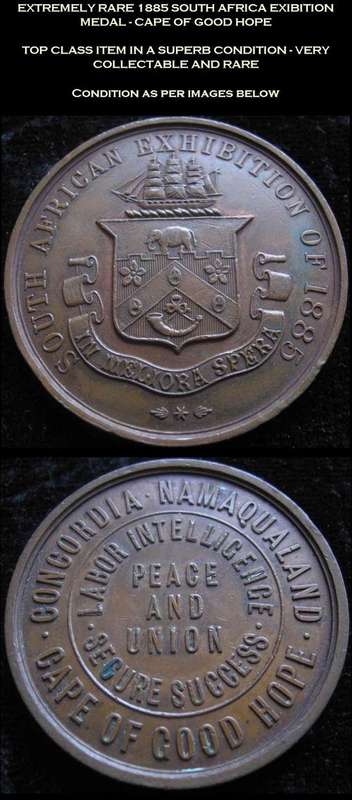 EXTREMELY RARE 1885 SOUTH AFRICA EXIBITION
MEDAL - CAPE OF GOOD HOPE
TOP CLASS ITEM IN A SUPERB CONDITION - VERY
COLLECTABLE AND RARE
CONDITION AS PER IMAGES BELOW
SOUTH AFRICAN EXHIBITION OF 1885
IN MELIORA SPERA
CONCORDIA · NAMAQUALAND
· CAPE OF GOOD HOPE ·
LABOR INTELLIGENCE
· SECURE SUCCESS ·
PEACE
AND
UNION